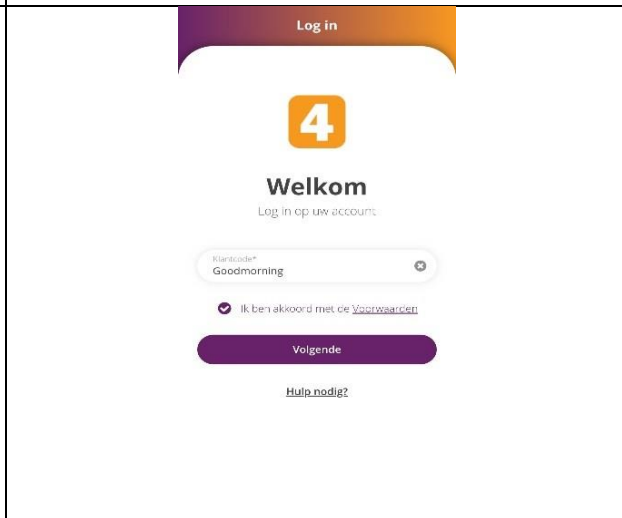 Log in
4
Welkom
Log in op uw account
Klantcode*
Goodmorning
Ik ben akkoord met de Voorwaarden
Volgende
Hulp nodig?